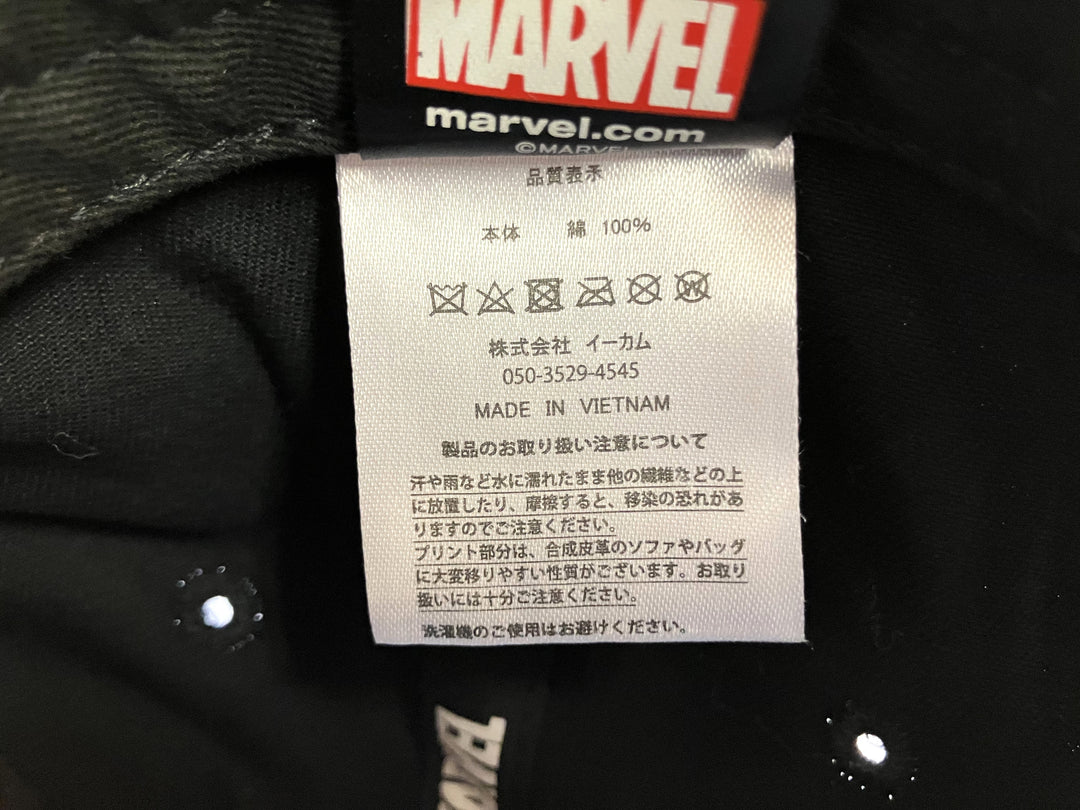 MARVEL
marvel.com
©MARVEL
品質表示
本体 綿 100%
W
株式会社 イーカム
050-3529-4545
MADE IN VIETNAM
製品のお取り扱い注意について
汗や雨など水に濡れたまま他の繊維などの上
に放置したり、摩擦すると、移染の恐れがあ
りますのでご注意ください。
プリント部分は、合成皮革のソファやバッグ
に大変移りやすい性質がございます。お取り
扱いには十分ご注意ください。
洗濯機のご使用はお避けください。